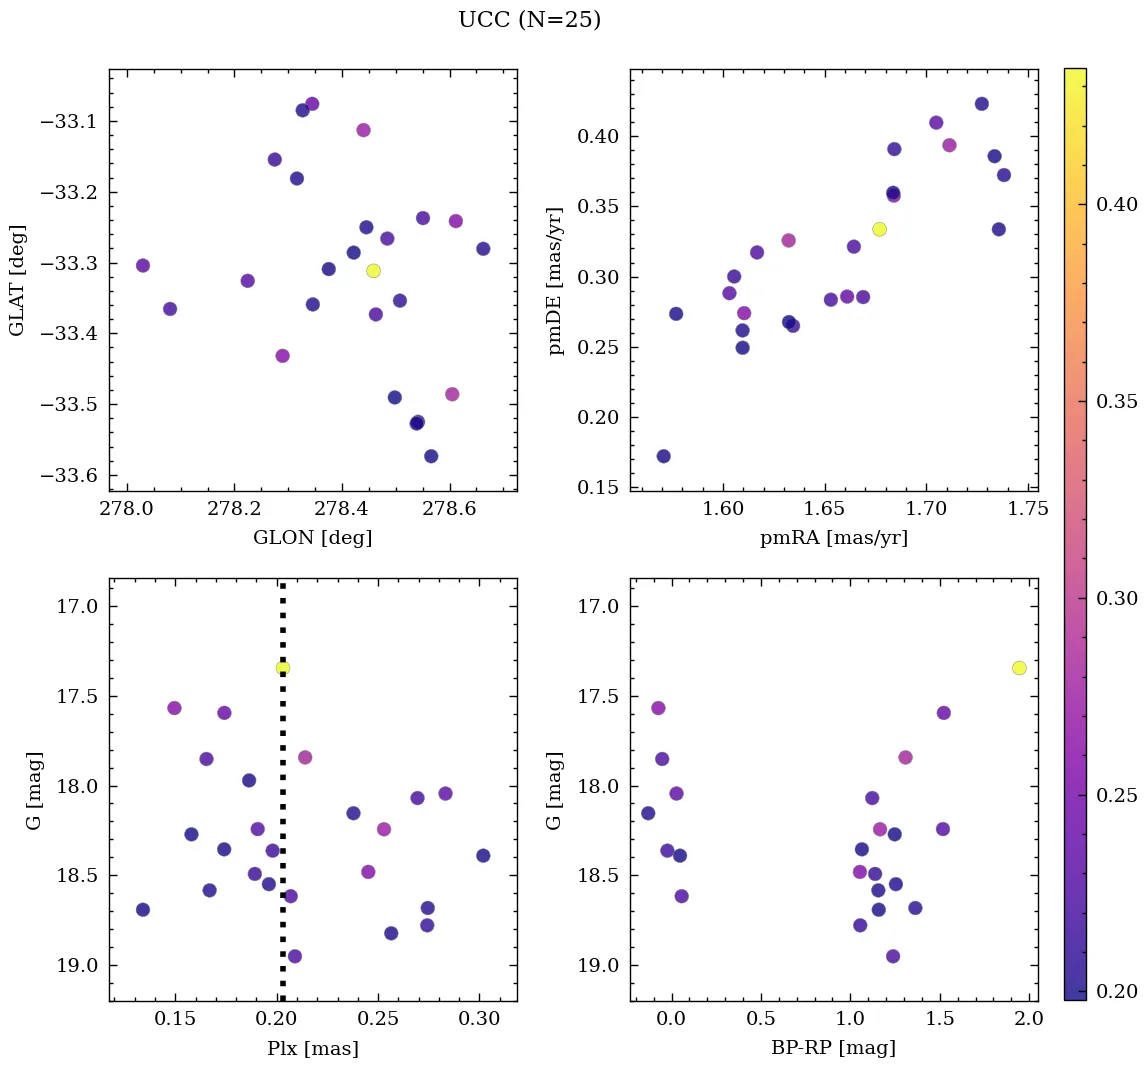 UCC (N=25)
−33.1
−33.2
−33.3
−33.4
−33.5
−33.6
GLAT [deg]
278.0 278.2 278.4 278.6
GLON [deg]
0.40
0.35
0.30
0.25
0.20
0.15
pmDE [mas/yr]
1.60 1.65 1.70 1.75
pmRA [mas/yr]
17.0
17.5
18.0
18.5
19.0
G [mag]
0.15 0.20 0.25 0.30
Plx [mas]
17.0
17.5
18.0
18.5
19.0
G [mag]
0.0 0.5 1.0 1.5 2.0
BP-RP [mag]
0.40
0.35
0.30
0.25
0.20